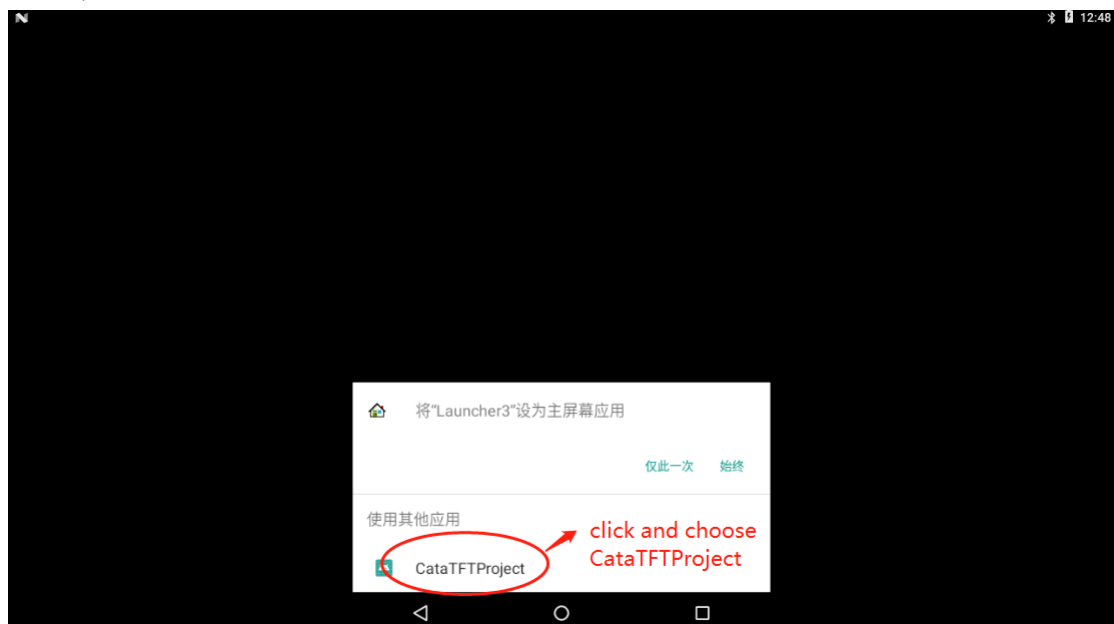 12:48
将"Launcher3"设为主屏幕应用
仅此一次 始终
使用其他应用
click and choose
CataTFTProject
CataTFTProject